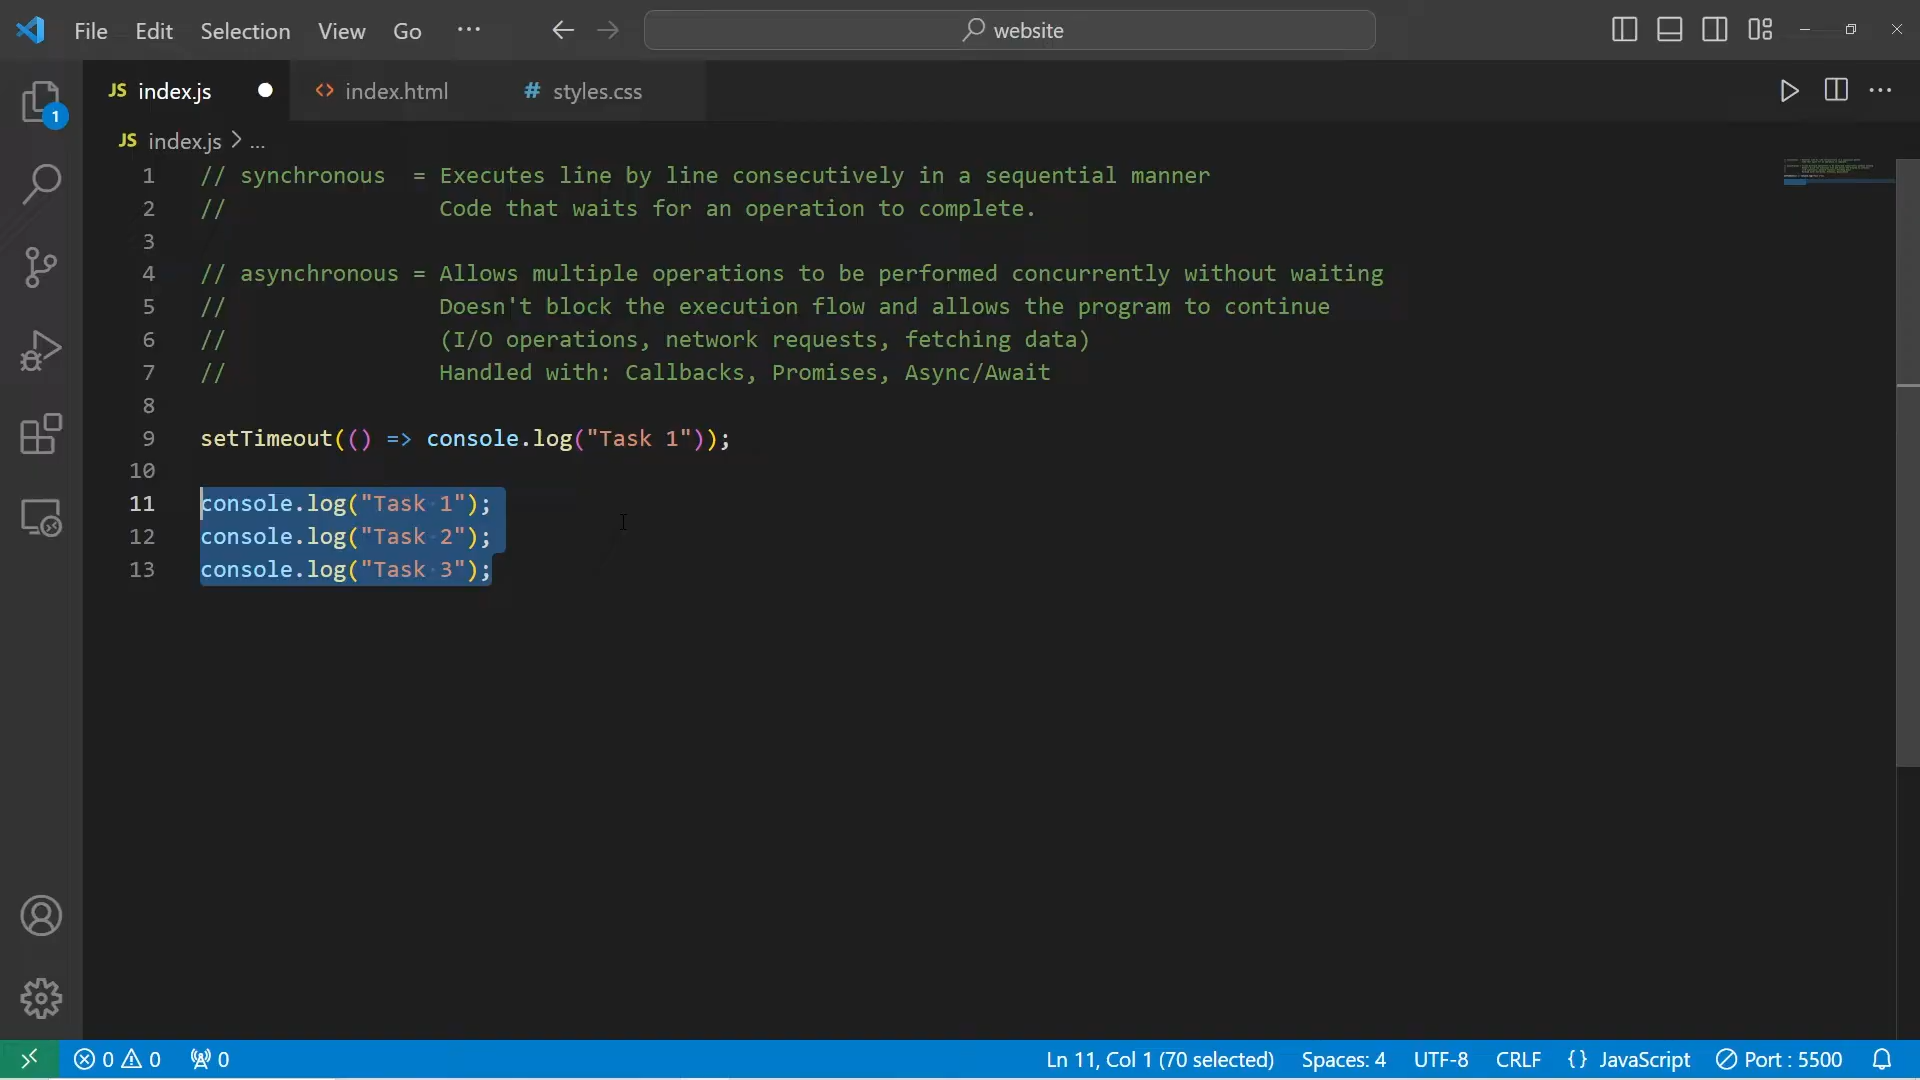 File Edit Selection View Go ··· website
JS index.js <> index.html # styles.css
1
JS index.js > ...
1 // synchronous = Executes line by line consecutively in a sequential manner
2 // Code that waits for an operation to complete.
3
4 // asynchronous = Allows multiple operations to be performed concurrently without waiting
5 // Doesn't block the execution flow and allows the program to continue
6 // (I/O operations, network requests, fetching data)
7 // Handled with: Callbacks, Promises, Async/Await
8
9 setTimeout(() => console.log("Task 1"));
10
11 console.log("Task 1");
12 console.log("Task 2");
13 console.log("Task 3");
0 0 0 Ln 11, Col 1 (70 selected) Spaces: 4 UTF-8 CRLF {} JavaScript Port : 5500